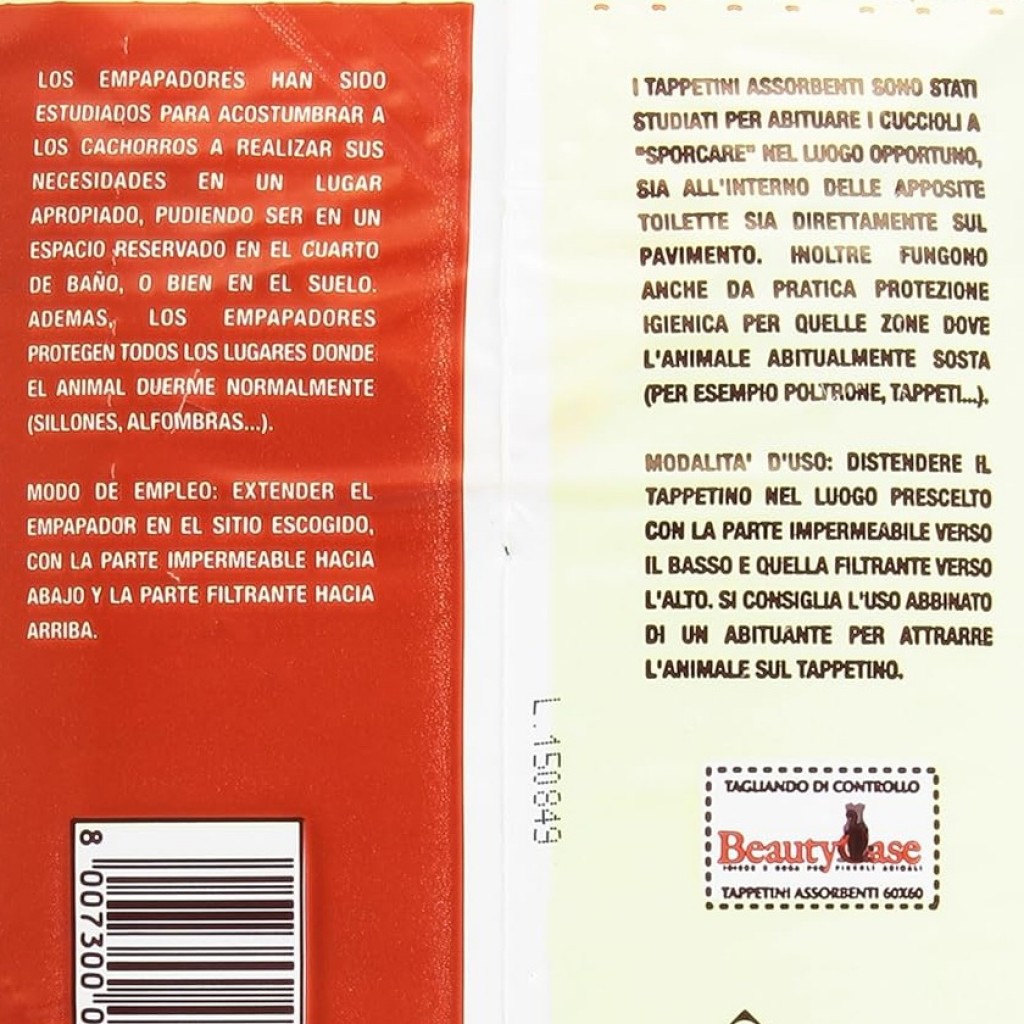 LOS EMPAPADORES HAN SIDO
ESTUDIADOS PARA ACOSTUMBRAR A
LOS CACHORROS A REALIZAR SUS
NECESIDADES EN UN LUGAR
APROPIADO, PUDIENDO SER EN UN
ESPACIO RESERVADO EN EL CUARTO
DE BAÑO, O BIEN EN EL SUELO.
ADEMAS, LOS EMPAPADORES
PROTEGEN TODOS LOS LUGARES DONDE
EL ANIMAL DUERME NORMALMENTE
(SILLONES, ALFOMBRAS...).
MODO DE EMPLEO: EXTENDER EL
EMPAPADOR EN EL SITIO ESCOGIDO,
CON LA PARTE IMPERMEABLE HACIA
ABAJO Y LA PARTE FILTRANTE HACIA
ARRIBA.
8 007300 0
L.150849
I TAPPETINI ASSORBENTI SONO STATI
STUDIATI PER ABITUARE I CUCCIOLI A
"SPORCARE" NEL LUOGO OPPORTUNO,
SIA ALL'INTERNO DELLE APPOSITE
TOILETTE SIA DIRETTAMENTE SUL
PAVIMENTO. INOLTRE FUNGONO
ANCHE DA PRATICA PROTEZIONE
IGIENICA PER QUELLE ZONE DOVE
L'ANIMALE ABITUALMENTE SOSTA
(PER ESEMPIO POLTRONE, TAPPETI...).
MODALITA' D'USO: DISTENDERE IL
TAPPETINO NEL LUOGO PRESCELTO
CON LA PARTE IMPERMEABILE VERSO
IL BASSO E QUELLA FILTRANTE VERSO
L'ALTO. SI CONSIGLIA L'USO ABBINATO
DI UN ABITUANTE PER ATTRARRE
L'ANIMALE SUL TAPPETINO.
TAGLIANDO DI CONTROLLO
BeautyCase
TAPPETINI ASSORBENTI 60X60